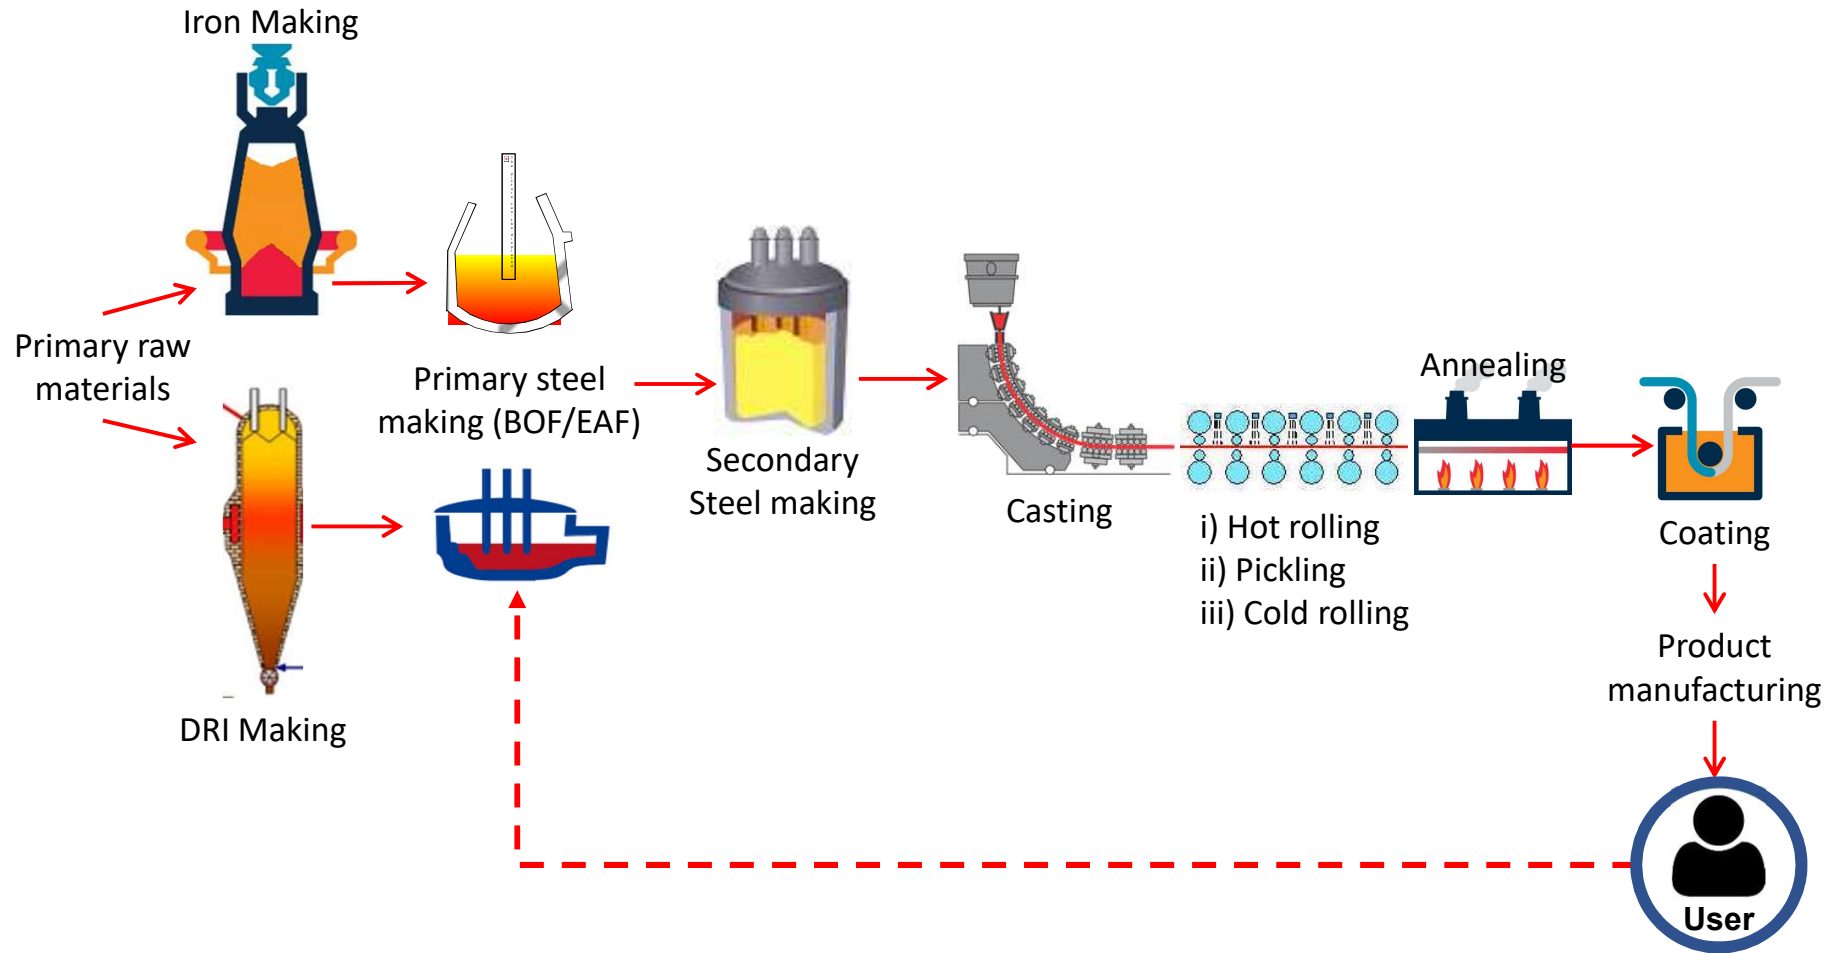 Iron Making
Primary raw
materials
DRI Making
Primary steel
making (BOF/EAF)
Secondary
Steel making
Casting
i) Hot rolling
ii) Pickling
iii) Cold rolling
Annealing
Coating
Product
manufacturing
User